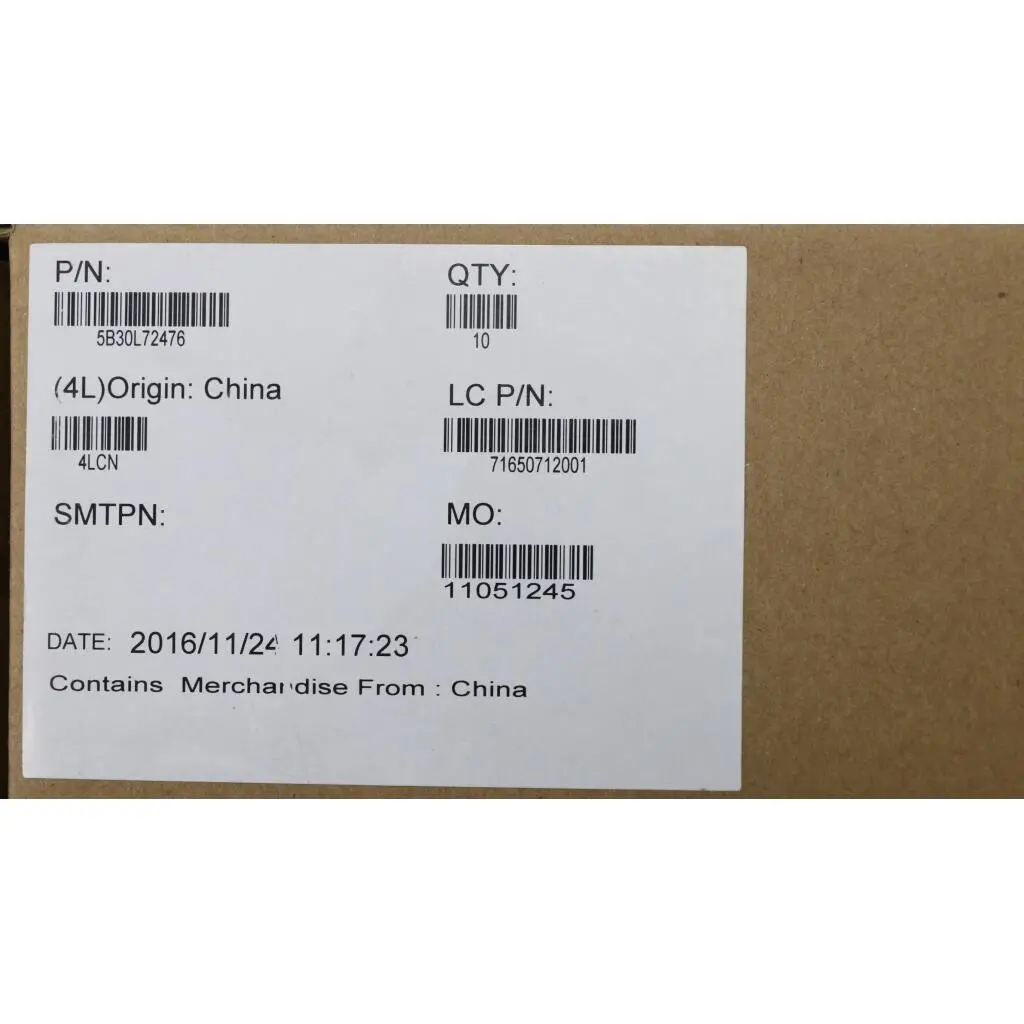 P/N:
5B30L72476
QTY:
10
(4L)Origin: China
4LCN
LC P/N:
71650712001
SMTPN:
MO:
11051245
DATE: 2016/11/24 11:17:23
Contains Merchandise From : China